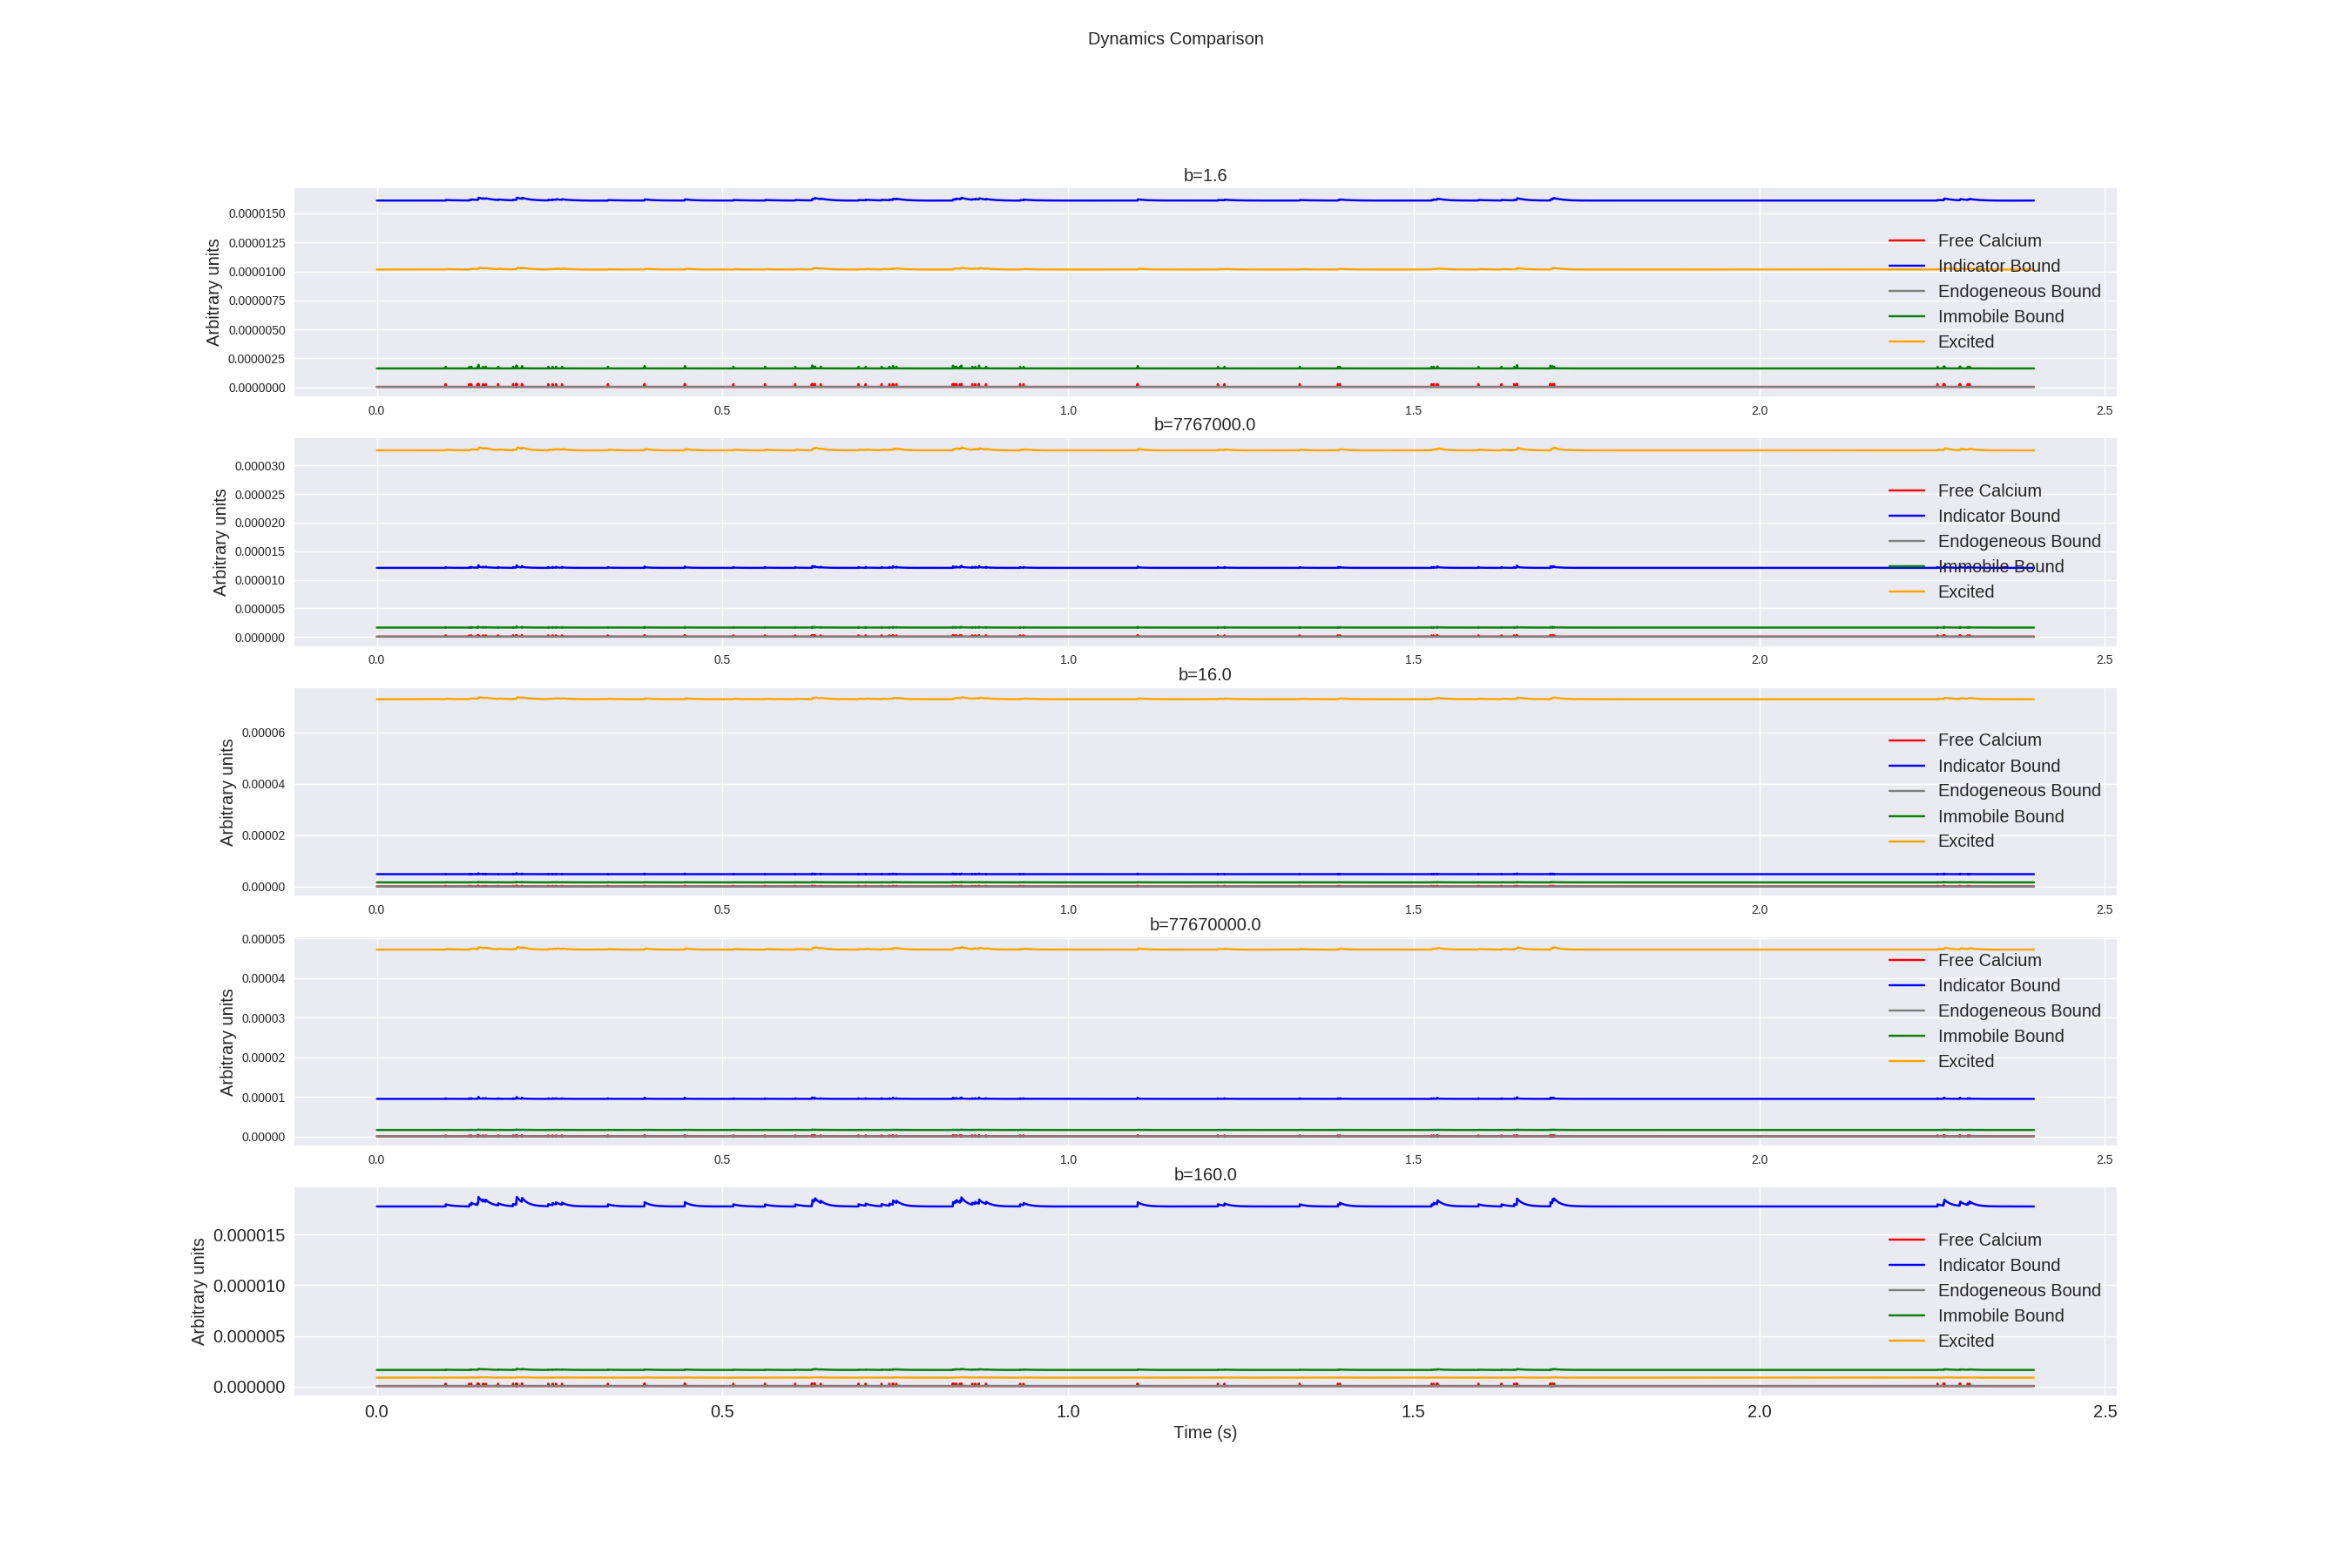 Dynamics Comparison
b=1.6
Arbitrary units
0.0000150
0.0000125
0.0000100
0.0000075
0.0000050
0.0000025
0.0000000
Free Calcium
Indicator Bound
Endogeneous Bound
Immobile Bound
Excited
0.0 0.5 1.0 1.5 2.0 2.5
b=7767000.0
Arbitrary units
0.000030
0.000025
0.000020
0.000015
0.000010
0.000005
0.000000
Free Calcium
Indicator Bound
Endogeneous Bound
Immobile Bound
Excited
0.0 0.5 1.0 1.5 2.0 2.5
b=16.0
Arbitrary units
0.00006
0.00004
0.00002
0.00000
Free Calcium
Indicator Bound
Endogeneous Bound
Immobile Bound
Excited
0.0 0.5 1.0 1.5 2.0 2.5
b=77670000.0
Arbitrary units
0.00005
0.00004
0.00003
0.00002
0.00001
0.00000
Free Calcium
Indicator Bound
Endogeneous Bound
Immobile Bound
Excited
0.0 0.5 1.0 1.5 2.0 2.5
b=160.0
Arbitrary units
0.000015
0.000010
0.000005
0.000000
Free Calcium
Indicator Bound
Endogeneous Bound
Immobile Bound
Excited
0.0 0.5 1.0 1.5 2.0 2.5
Time (s)